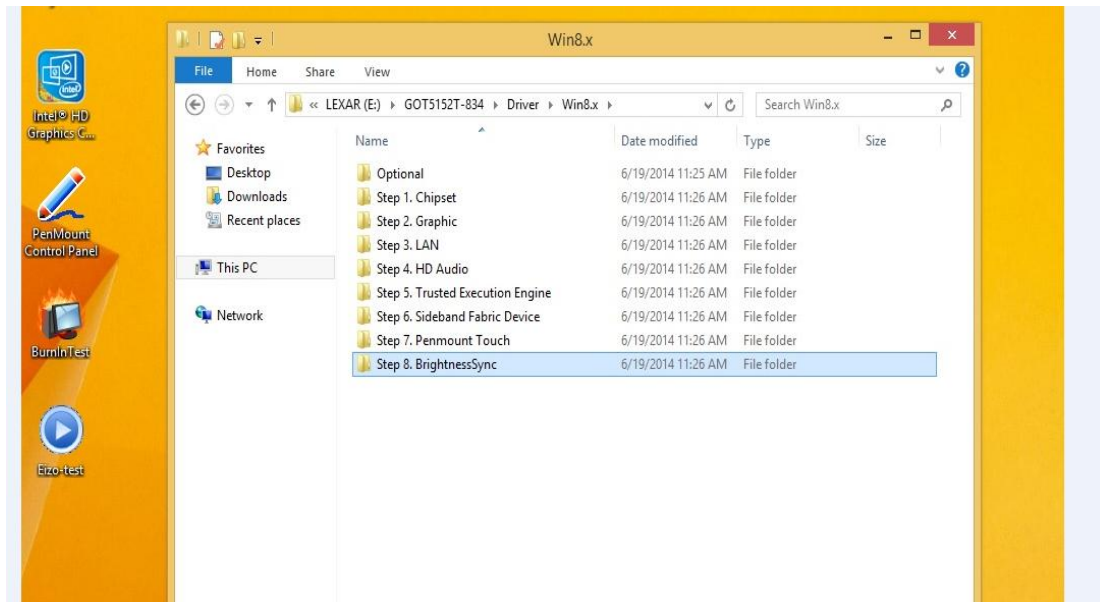 Win8.x
File Home Share View
« LEXAR (E:) GOT5152T-834 Driver Win8.x
Search Win8.x
Name Date modified Type Size
Favorites
Desktop
Downloads
Recent places
This PC
Network
Optional 6/19/2014 11:25 AM File folder
Step 1. Chipset 6/19/2014 11:26 AM File folder
Step 2. Graphic 6/19/2014 11:26 AM File folder
Step 3. LAN 6/19/2014 11:26 AM File folder
Step 4. HD Audio 6/19/2014 11:26 AM File folder
Step 5. Trusted Execution Engine 6/19/2014 11:26 AM File folder
Step 6. Sideband Fabric Device 6/19/2014 11:26 AM File folder
Step 7. Penmount Touch 6/19/2014 11:26 AM File folder
Step 8. BrightnessSync 6/19/2014 11:26 AM File folder
intel
Intel® HD
Graphics C...
PenMount
Control Panel
BurnInTest
Eizo-test